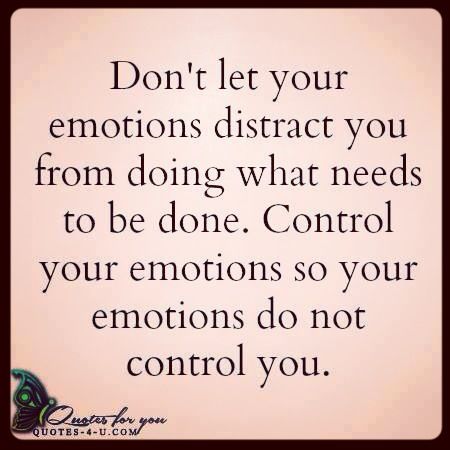 Don't let your
emotions distract you
from doing what needs
to be done. Control
your emotions so your
emotions do not
control you.
Quotes for you
QUOTES-4-U.COM